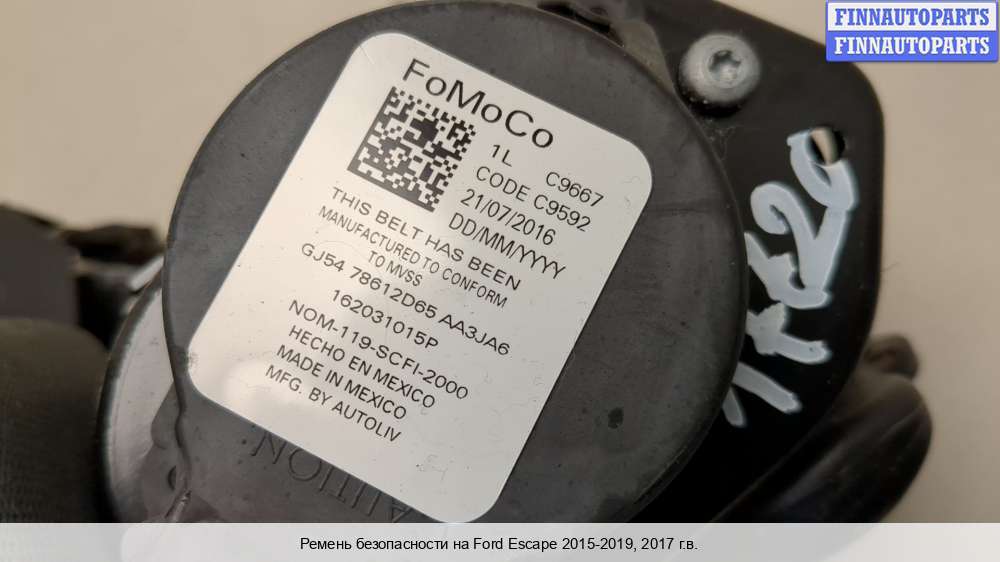 FINNAUTOPARTS
FINNAUTOPARTS
FoMoCo
1L C9667
CODE C9592
21/07/2016
DD/MM/YYYY
THIS BELT HAS BEEN
MANUFACTURED TO CONFORM
TO MVSS
GJ54 78612D65 AA3JA6
162031015P
NOM-119-SCFI-2000
HECHO EN MEXICO
MADE IN MEXICO
MFG. BY AUTOLIV
Ремень безопасности на Ford Escape 2015-2019, 2017 г.в.